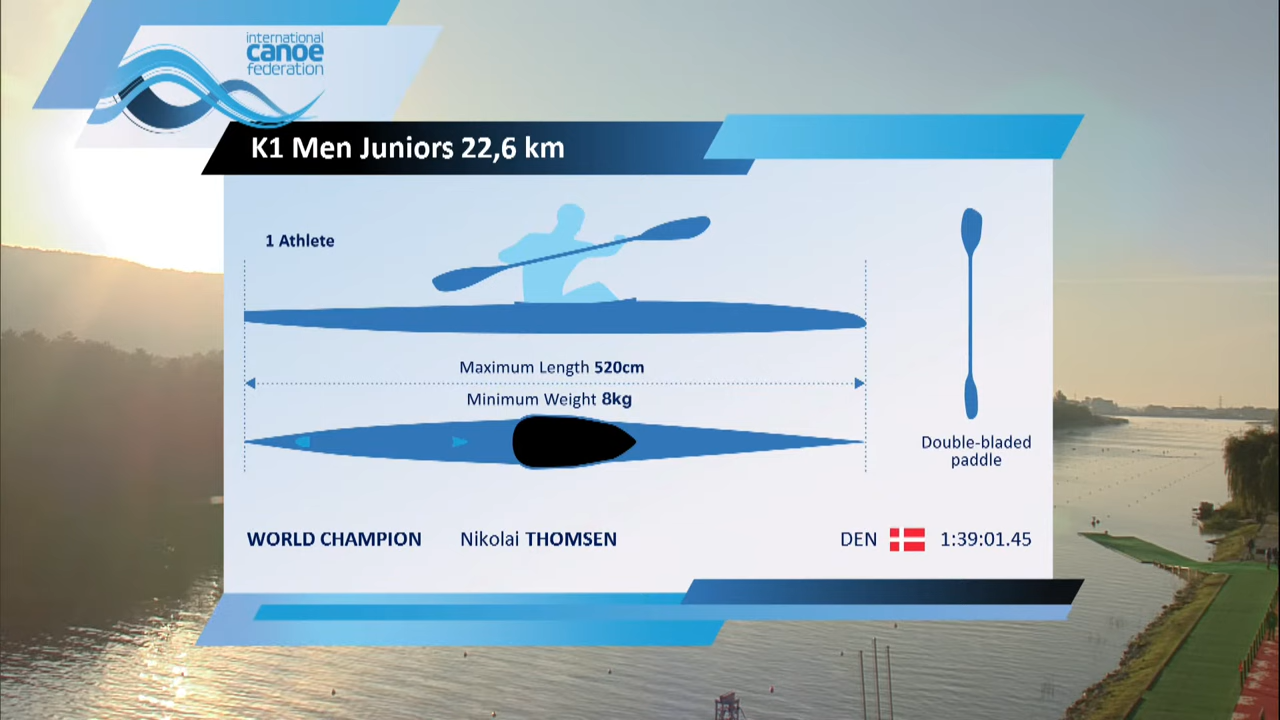 international
canoe
federation
K1 Men Juniors 22,6 km
1 Athlete
Maximum Length 520cm
Minimum Weight 8kg
Double-bladed
paddle
WORLD CHAMPION Nikolai THOMSEN DEN 1:39:01.45